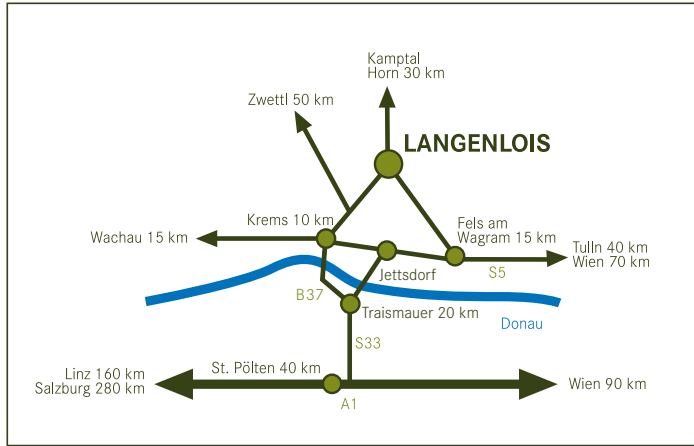 Kamptal
Horn 30 km
Zwettl 50 km
LANGENLOIS
Krems 10 km
Fels am
Wagram 15 km
Wachau 15 km
Tulln 40 km
Wien 70 km
Jettsdorf
S5
B37
Traismauer 20 km
Donau
S33
St. Pölten 40 km
Linz 160 km
Salzburg 280 km
Wien 90 km
A1